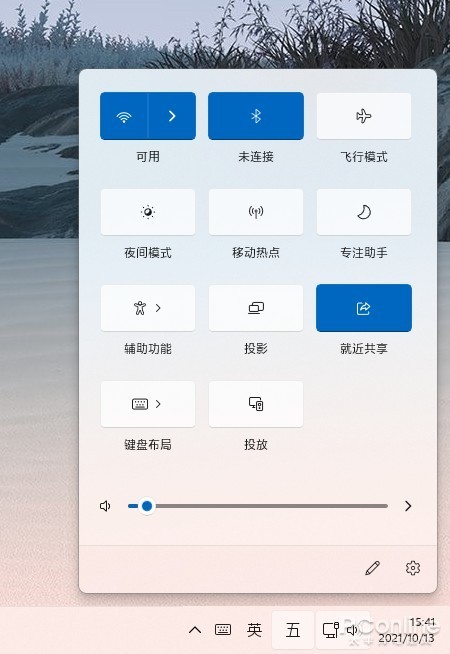 可用
未连接
飞行模式
夜间模式
移动热点
专注助手
辅助功能
投影
就近共享
键盘布局
投放
英
五
15:41
2021/10/13
PConline